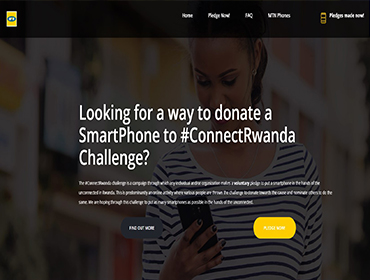 Home Pledge Now! FAQ MTN Phones Pledges made now!
Looking for a way to donate a
SmartPhone to #ConnectRwanda
Challenge?
The #ConnectRwanda challenge is a campaign through which any individual and/or organization makes a voluntary pledge to put a smartphone in the hands of the
unconnected in Rwanda. This is predominantly an online activity where various people are thrown the challenge to donate towards the cause and nominate others to do the
same. We are hoping through this challenge to put as many smartphones as possible in the hands of the unconnected.
FIND OUT MORE PLEDGE NOW!